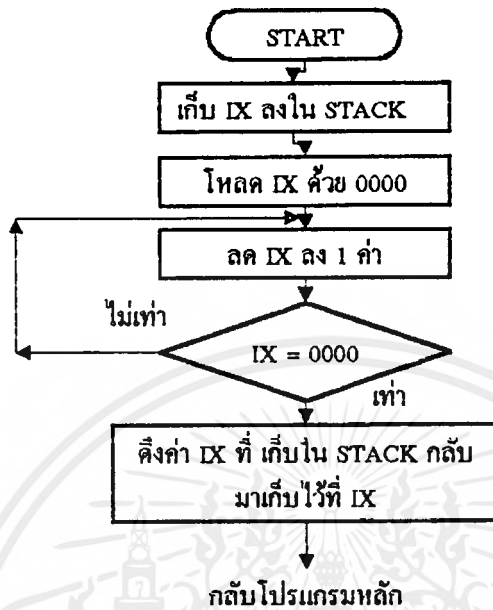 START
เก็บ IX ลงใน STACK
โหลด IX ด้วย 0000
ลด IX ลง 1 ค่า
ไม่เท่า
IX = 0000
เท่า
ดึงค่า IX ที่ เก็บใน STACK กลับ
มาเก็บไว้ที่ IX
กลับโปรแกรมหลัก